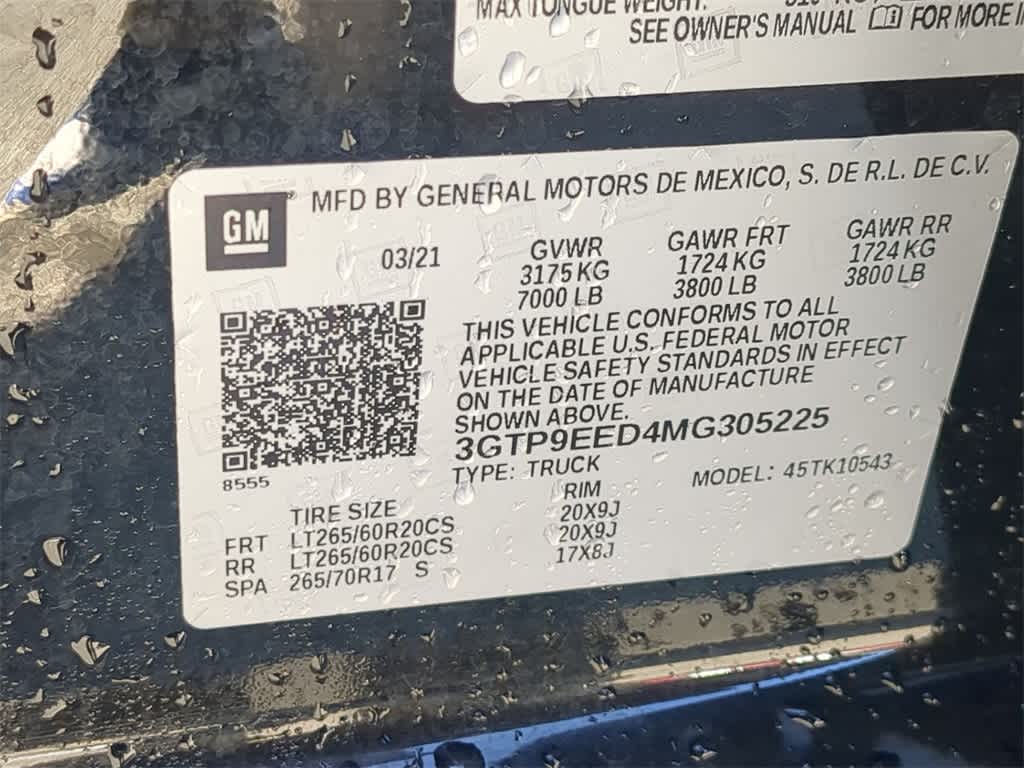 MAX TONGUE WEIGHT:
SEE OWNER'S MANUAL FOR MORE
GM
MFD BY GENERAL MOTORS DE MEXICO, S. DE R.L. DE C.V.
03/21
GVWR
3175 KG
7000 LB
GAWR FRT
1724 KG
3800 LB
GAWR RR
1724 KG
3800 LB
THIS VEHICLE CONFORMS TO ALL
APPLICABLE U.S. FEDERAL MOTOR
VEHICLE SAFETY STANDARDS IN EFFECT
ON THE DATE OF MANUFACTURE
SHOWN ABOVE.
3GTP9EED4MG305225
TYPE: TRUCK MODEL: 45TK10543
8555
TIRE SIZE RIM
FRT LT265/60R20CS 20X9J
RR LT265/60R20CS 20X9J
SPA 265/70R17 S 17X8J